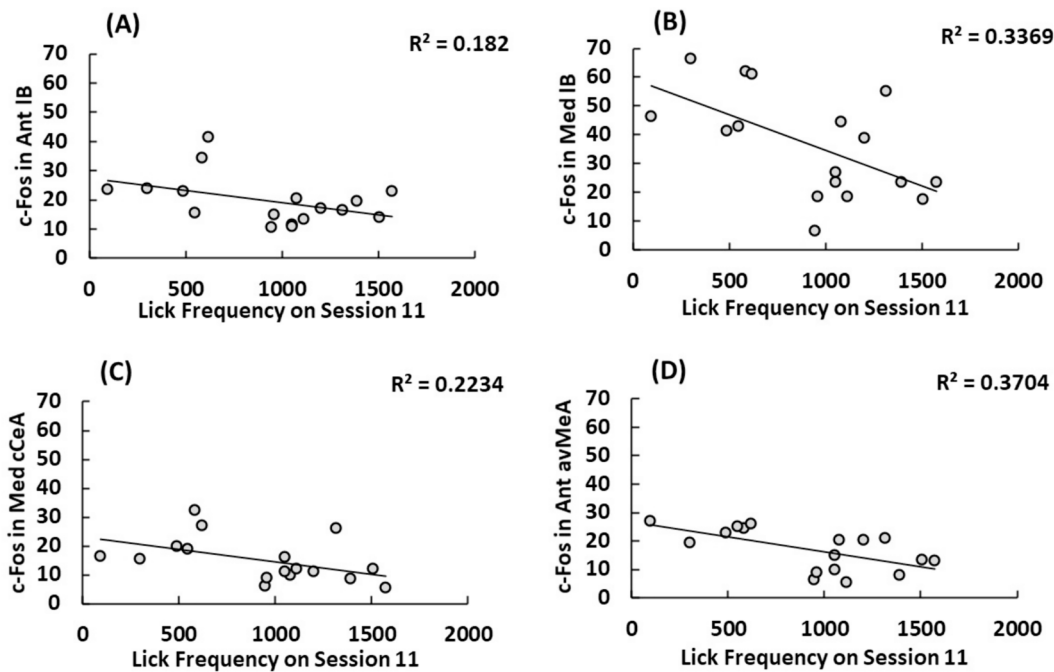 (A)
R² = 0.182
c-Fos in Ant IB
70
60
50
40
30
20
10
0
0 500 1000 1500 2000
Lick Frequency on Session 11
(B)
R² = 0.3369
c-Fos in Med IB
70
60
50
40
30
20
10
0
0 500 1000 1500 2000
Lick Frequency on Session 11
(C)
R² = 0.2234
c-Fos in Med cCeA
70
60
50
40
30
20
10
0
0 500 1000 1500 2000
Lick Frequency on Session 11
(D)
R² = 0.3704
c-Fos in Ant avMeA
70
60
50
40
30
20
10
0
0 500 1000 1500 2000
Lick Frequency on Session 11